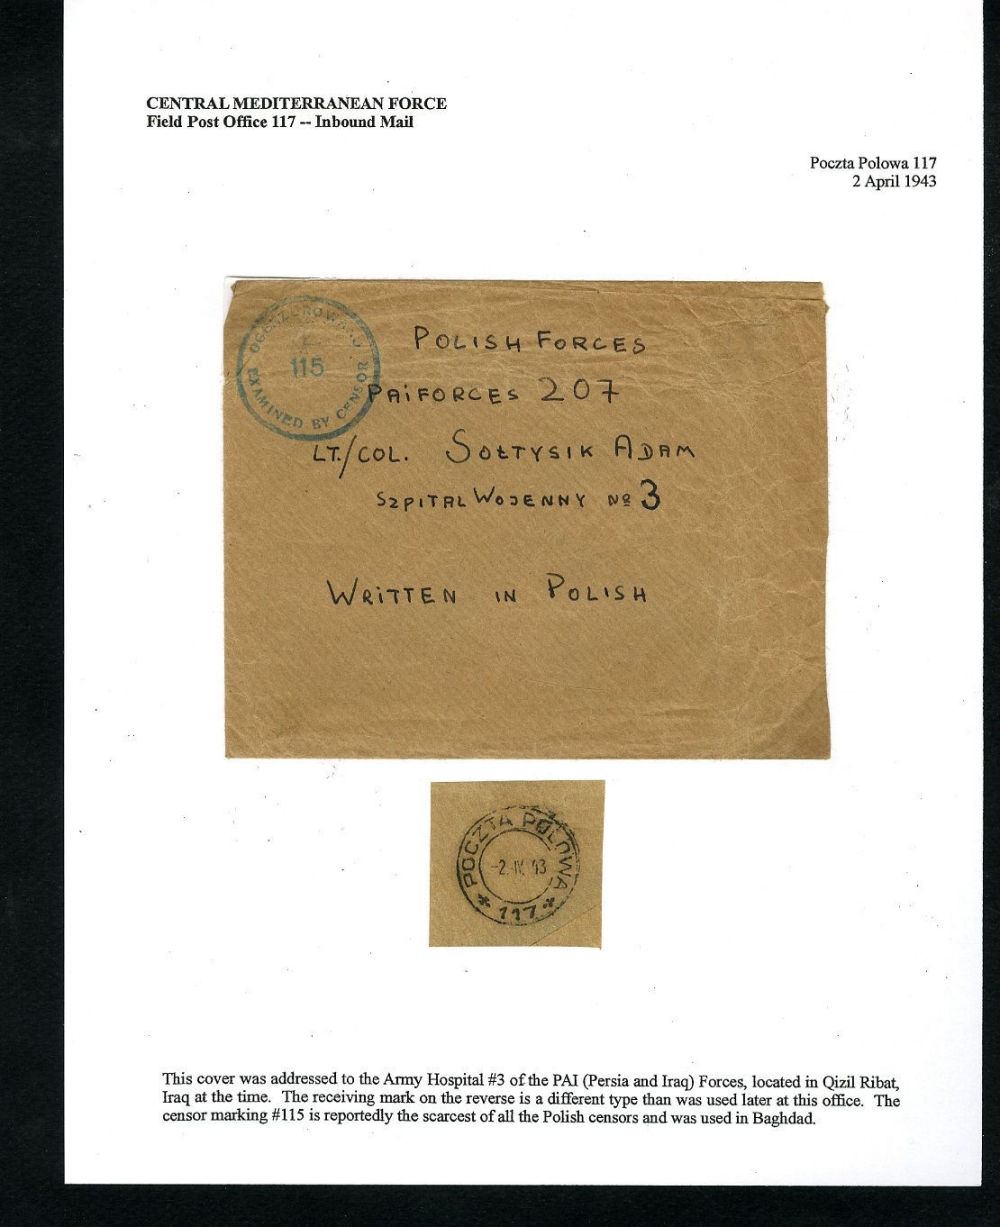 CENTRAL MEDITERRANEAN FORCE
Field Post Office 117 -- Inbound Mail
Poczta Polowa 117
2 April 1943
OCENZUROWANO
115
EXAMINED BY CENSOR
POLISH FORCES
PAiFORCES 207
LT./COL. SOŁTYSIK ADAM
SZPITAL WOJENNY No 3
WRiTTEN IN POLISH
POCZTA POLOWA
-2. IV. 43
* 117 *
This cover was addressed to the Army Hospital #3 of the PAI (Persia and Iraq) Forces, located in Qizil Ribat,
Iraq at the time. The receiving mark on the reverse is a different type than was used later at this office. The
censor marking #115 is reportedly the scarcest of all the Polish censors and was used in Baghdad.